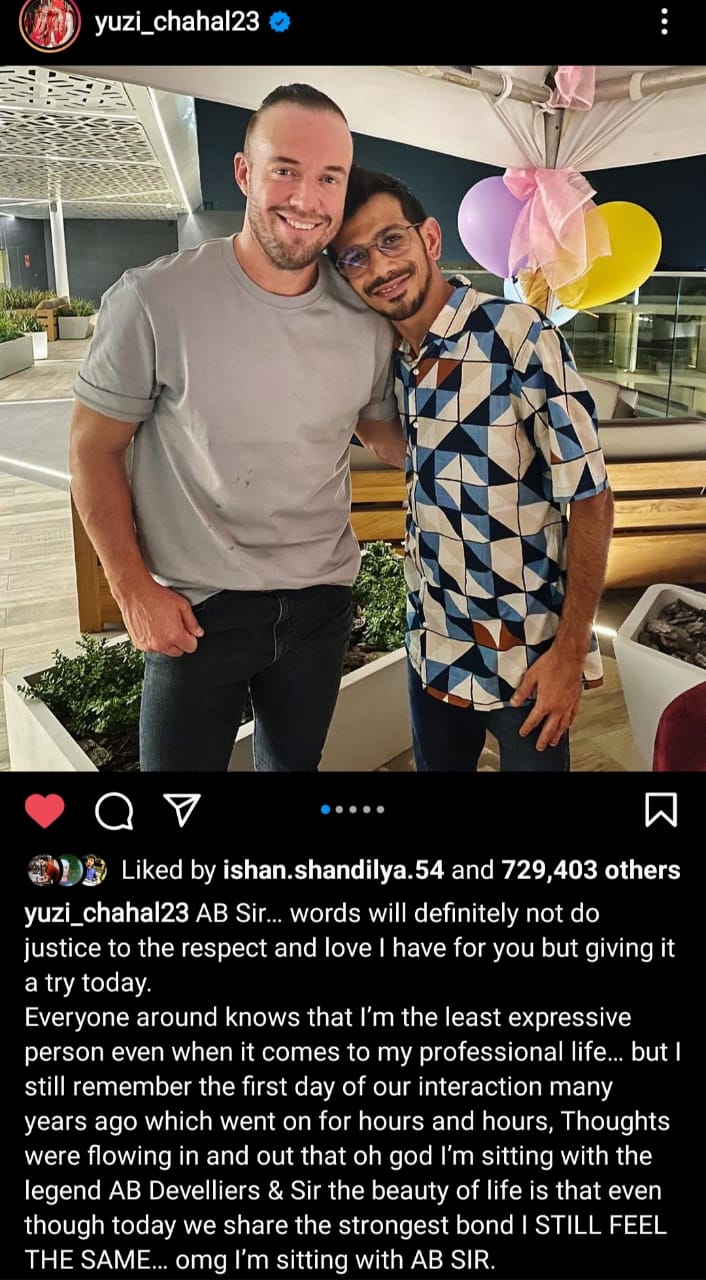 yuzi_chahal23
Liked by ishan.shandilya.54 and 729,403 others
yuzi_chahal23 AB Sir... words will definitely not do
justice to the respect and love I have for you but giving it
a try today.
Everyone around knows that I'm the least expressive
person even when it comes to my professional life... but I
still remember the first day of our interaction many
years ago which went on for hours and hours, Thoughts
were flowing in and out that oh god I'm sitting with the
legend AB Develliers & Sir the beauty of life is that even
though today we share the strongest bond I STILL FEEL
THE SAME... omg I'm sitting with AB SIR.